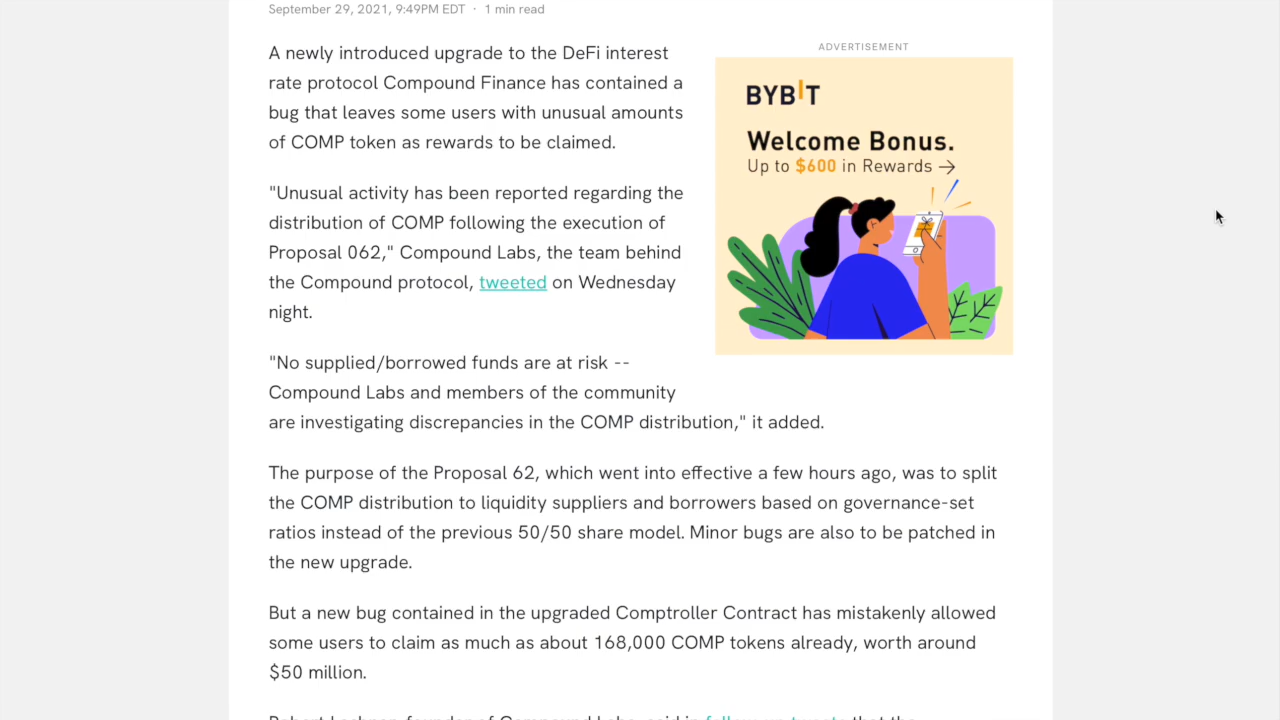 September 29, 2021, 9:49PM EDT · 1 min read
A newly introduced upgrade to the DeFi interest
rate protocol Compound Finance has contained a
bug that leaves some users with unusual amounts
of COMP token as rewards to be claimed.
"Unusual activity has been reported regarding the
distribution of COMP following the execution of
Proposal 062," Compound Labs, the team behind
the Compound protocol, tweeted on Wednesday
night.
"No supplied/borrowed funds are at risk --
Compound Labs and members of the community
are investigating discrepancies in the COMP distribution," it added.
The purpose of the Proposal 62, which went into effective a few hours ago, was to split
the COMP distribution to liquidity suppliers and borrowers based on governance-set
ratios instead of the previous 50/50 share model. Minor bugs are also to be patched in
the new upgrade.
But a new bug contained in the upgraded Comptroller Contract has mistakenly allowed
some users to claim as much as about 168,000 COMP tokens already, worth around
$50 million.
ADVERTISEMENT
BYBIT
Welcome Bonus.
Up to $600 in Rewards →